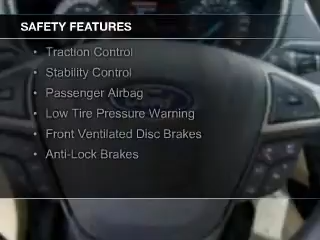 SAFETY FEATURES
• Traction Control
• Stability Control
• Passenger Airbag
• Low Tire Pressure Warning
• Front Ventilated Disc Brakes
• Anti-Lock Brakes